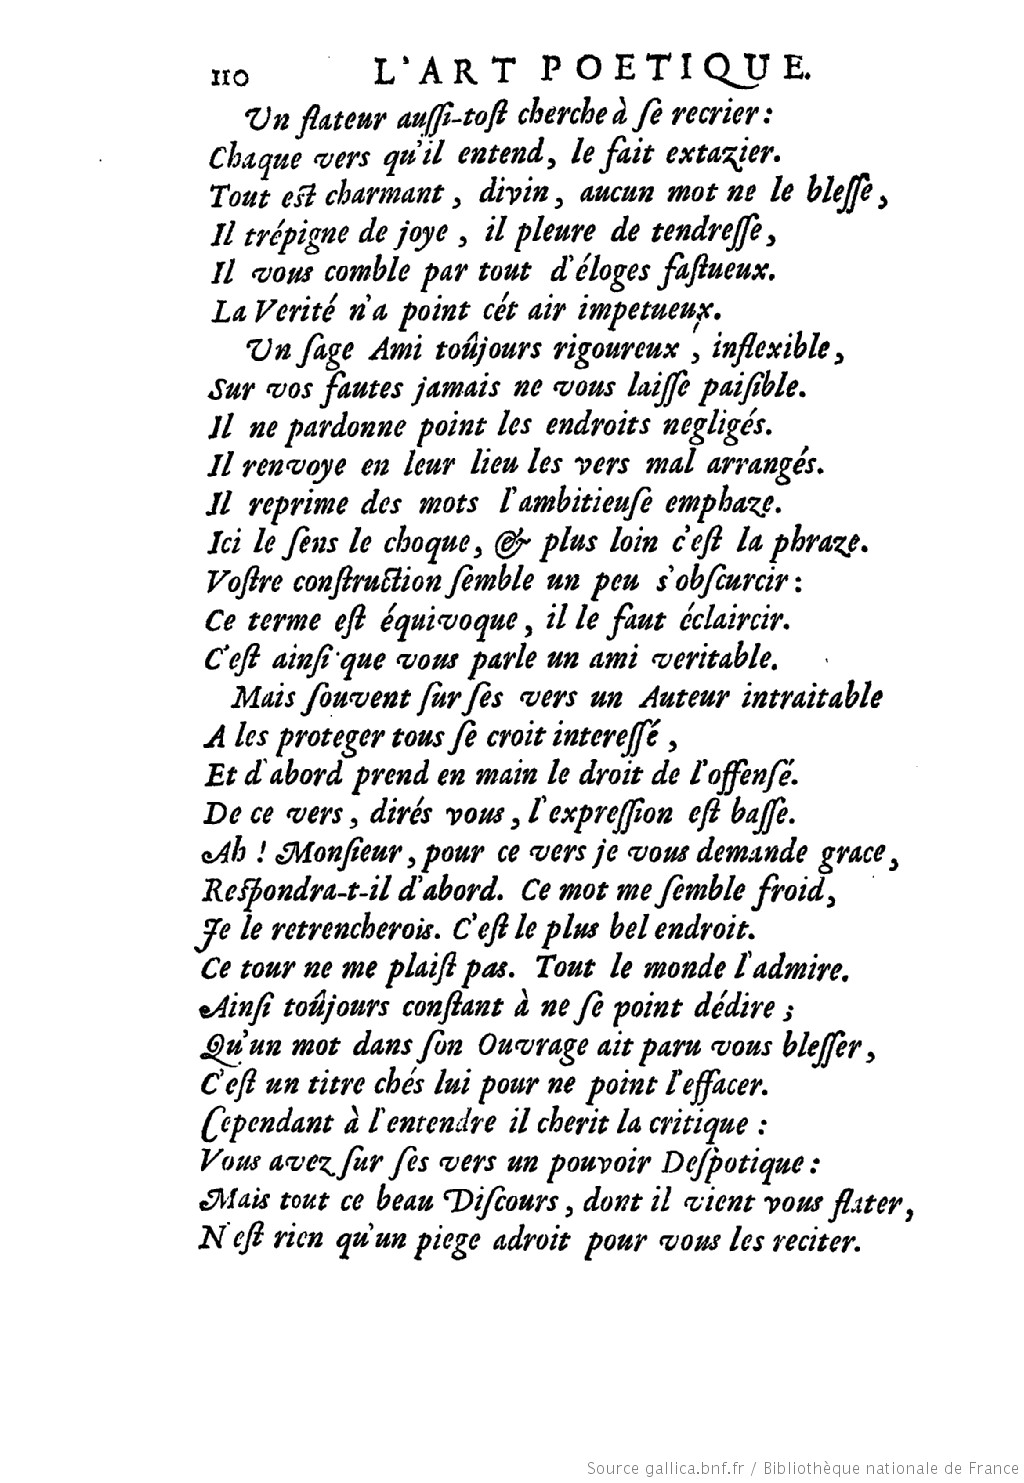 110 L'ART POETIQUE.
Un flateur auſſi-toſt cherche à ſe recrier :
Chaque vers qu'il entend, le fait extazier.
Tout eſt charmant, divin, aucun mot ne le bleſſe,
Il trépigne de joye, il pleure de tendreſſe,
Il vous comble par tout d'éloges faſtueux.
La Verité n'a point cét air impetueux.
Un ſage Ami toûjours rigoureux, inflexible,
Sur vos fautes jamais ne vous laiſſe paiſible.
Il ne pardonne point les endroits negligés.
Il renvoye en leur lieu les vers mal arrangés.
Il reprime des mots l'ambitieuſe emphaze.
Ici le ſens le choque, & plus loin c'eſt la phraze.
Voſtre conſtruction ſemble un peu s'obſcurcir :
Ce terme eſt équivoque, il le faut éclaircir.
C'eſt ainſi que vous parle un ami veritable.
Mais ſouvent ſur ſes vers un Auteur intraitable
A les proteger tous ſe croit intereſſé,
Et d'abord prend en main le droit de l'offenſé.
De ce vers, dirés vous, l'expreſſion eſt baſſe.
Ah ! Monſieur, pour ce vers je vous demande grace,
Reſpondra-t-il d'abord. Ce mot me ſemble froid,
Je le retrencherois. C'eſt le plus bel endroit.
Ce tour ne me plaiſt pas. Tout le monde l'admire.
Ainſi toûjours conſtant à ne ſe point dédire ;
Qu'un mot dans ſon Ouvrage ait paru vous bleſſer,
C'eſt un titre chés lui pour ne point l'effacer.
Cependant à l'entendre il cherit la critique :
Vous avez ſur ſes vers un pouvoir Deſpotique :
Mais tout ce beau Diſcours, dont il vient vous flater,
N'eſt rien qu'un piege adroit pour vous les reciter.
Source gallica.bnf.fr / Bibliothèque nationale de France